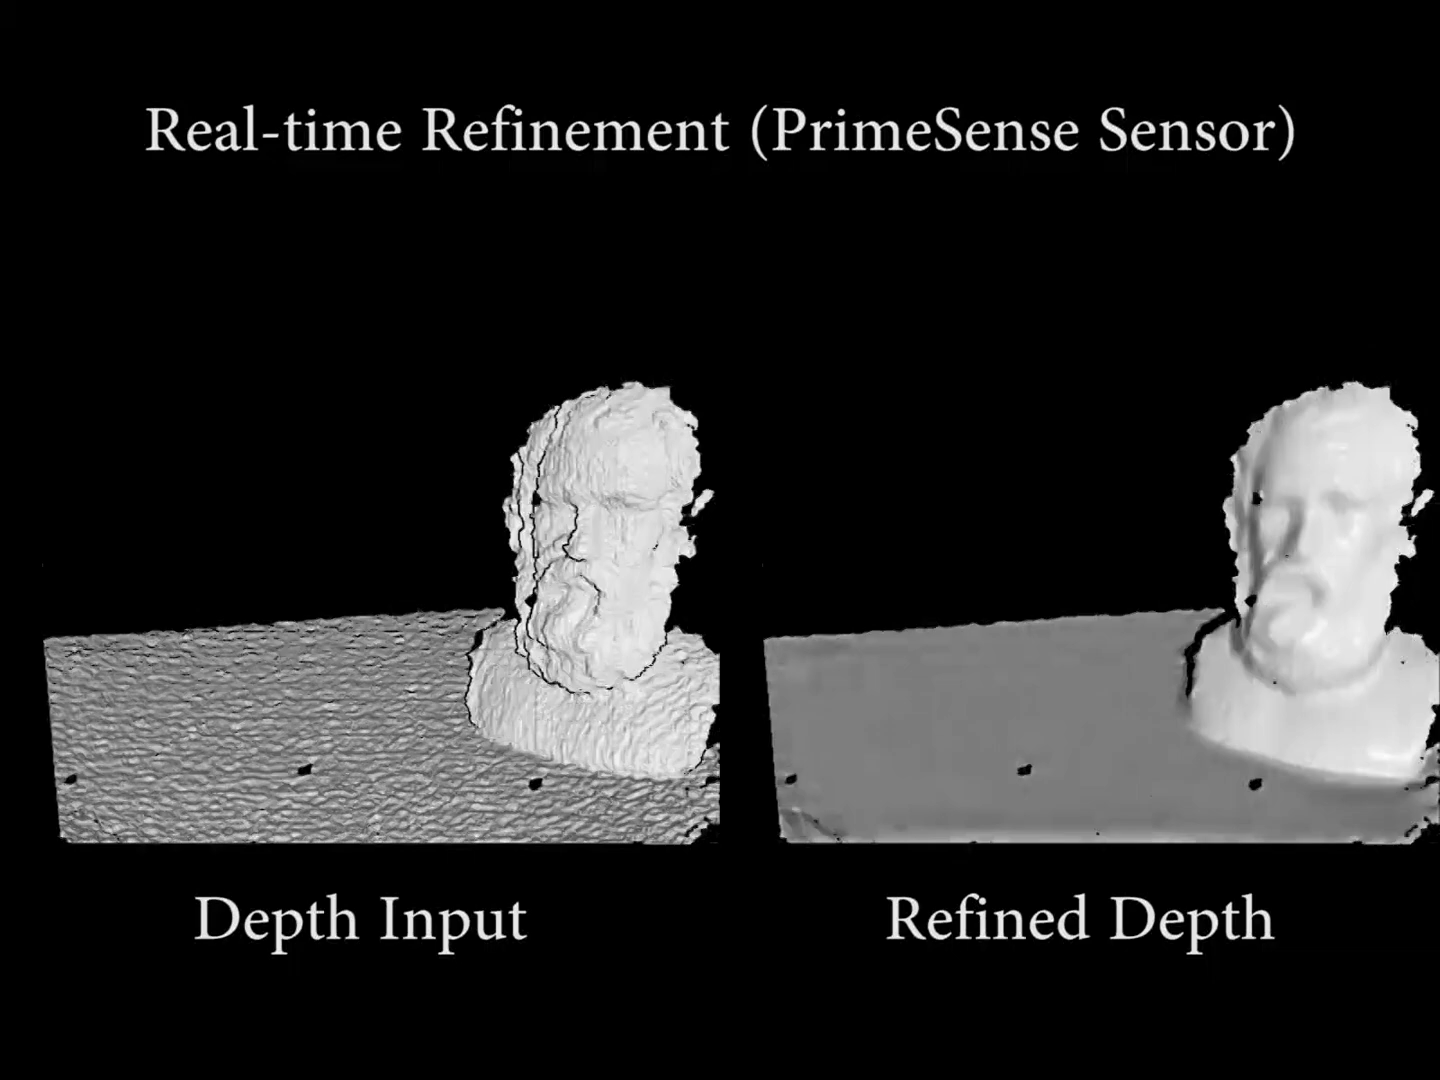 Real-time Refinement (PrimeSense Sensor)
Depth Input
Refined Depth